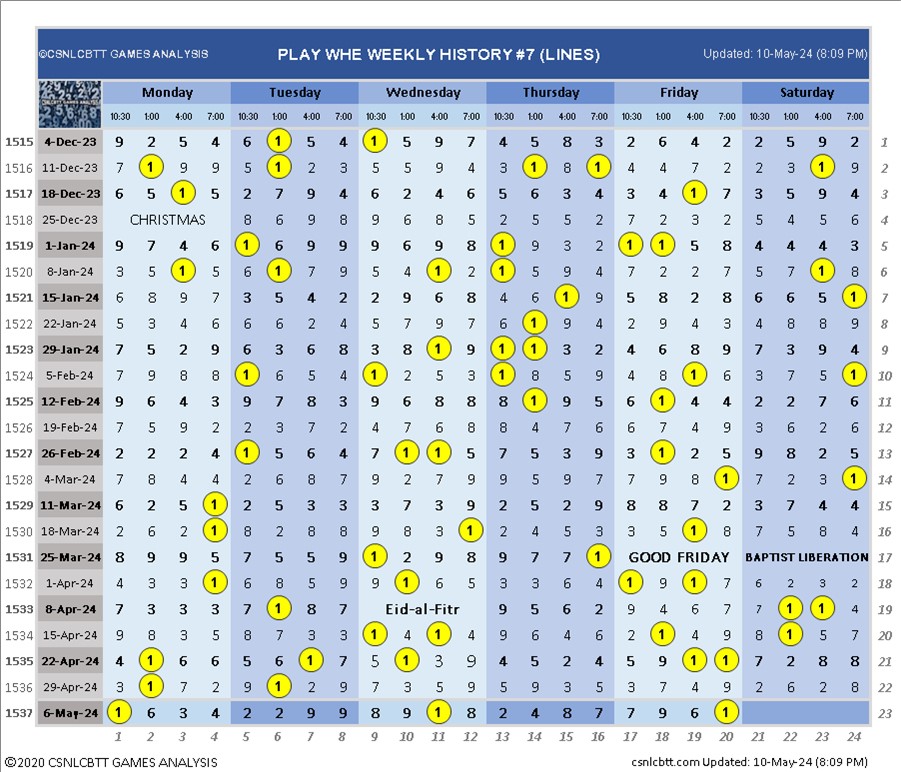 ©CSNLCBTT GAMES ANALYSIS PLAY WHE WEEKLY HISTORY #7 (LINES) Updated: 10-May-24 (8:09 PM)
Monday Tuesday Wednesday Thursday Friday Saturday
10:30 1:00 4:00 7:00 10:30 1:00 4:00 7:00 10:30 1:00 4:00 7:00 10:30 1:00 4:00 7:00 10:30 1:00 4:00 7:00 10:30 1:00 4:00 7:00
1515 4-Dec-23 9 2 5 4 6 1 5 4 1 5 9 7 4 5 8 3 2 6 4 2 2 5 9 2 1
1516 11-Dec-23 7 1 9 9 5 1 2 3 5 5 9 4 3 1 8 1 4 4 7 2 2 3 1 9 2
1517 18-Dec-23 6 5 1 5 2 7 9 4 6 2 4 6 5 6 3 4 3 4 1 7 3 5 9 4 3
1518 25-Dec-23 CHRISTMAS 8 6 9 8 9 6 8 5 2 5 5 2 7 2 3 2 5 4 5 6 4
1519 1-Jan-24 9 7 4 6 1 6 9 9 9 6 9 8 1 9 3 2 1 1 5 8 4 4 4 3 5
1520 8-Jan-24 3 5 1 5 6 1 7 9 5 4 1 2 1 5 9 4 7 2 2 7 5 7 1 8 6
1521 15-Jan-24 6 8 9 7 3 5 4 2 2 9 6 8 4 6 1 9 5 8 2 8 6 6 5 1 7
1522 22-Jan-24 5 3 4 6 6 6 2 4 5 7 9 7 6 1 9 4 2 9 4 3 4 8 8 9 8
1523 29-Jan-24 7 5 2 9 6 3 6 8 3 8 1 9 1 1 3 2 4 6 8 9 7 3 9 4 9
1524 5-Feb-24 7 9 8 8 1 6 5 4 1 2 5 3 1 8 5 9 4 8 1 6 3 7 5 1 10
1525 12-Feb-24 9 6 4 3 9 7 8 3 9 6 8 8 8 1 9 5 6 1 4 4 2 2 7 6 11
1526 19-Feb-24 7 5 9 2 2 3 7 2 4 7 6 8 8 4 7 6 6 7 4 9 3 6 2 6 12
1527 26-Feb-24 2 2 2 4 1 5 6 4 7 1 1 5 9 5 3 9 3 1 2 5 9 8 2 5 13
1528 4-Mar-24 7 8 4 4 2 6 8 7 9 2 7 9 9 5 9 7 7 9 8 1 7 2 3 1 14
1529 11-Mar-24 6 2 5 1 2 5 3 3 3 7 3 9 2 5 2 9 8 8 7 2 3 7 4 4 15
1530 18-Mar-24 2 6 2 1 8 2 8 8 9 8 3 1 2 4 5 1 3 5 1 9 7 5 8 4 16
1531 25-Mar-24 8 9 9 5 7 5 5 9 1 2 9 8 9 7 7 1 GOOD FRIDAY BAPTIST LIBERATION 17
1532 1-Apr-24 4 3 3 1 6 8 5 9 9 1 6 5 3 3 6 4 1 9 1 7 6 2 3 2 18
1533 8-Apr-24 7 3 3 3 7 1 8 7 Eid-al-Fitr 9 5 6 2 9 4 6 7 7 1 1 4 19
1534 15-Apr-24 9 8 3 5 8 7 3 3 1 4 1 4 9 6 4 6 2 1 4 9 8 1 5 7 20
1535 22-Apr-24 4 1 6 6 5 6 1 7 5 1 3 9 4 5 2 4 5 9 1 1 7 2 8 8 21
1536 29-Apr-24 3 1 7 2 9 1 2 9 7 3 5 9 5 9 3 5 3 7 4 9 2 6 2 8 22
1537 6-May-24 1 6 3 4 2 2 9 9 8 9 1 8 2 4 8 7 7 9 6 1 23
1 2 3 4 5 6 7 8 9 10 11 12 13 14 15 16 17 18 19 20 21 22 23 24
©2020 CSNLCBTT GAMES ANALYSIS csnlcbtt.com Updated: 10-May-24 (8:09 PM)